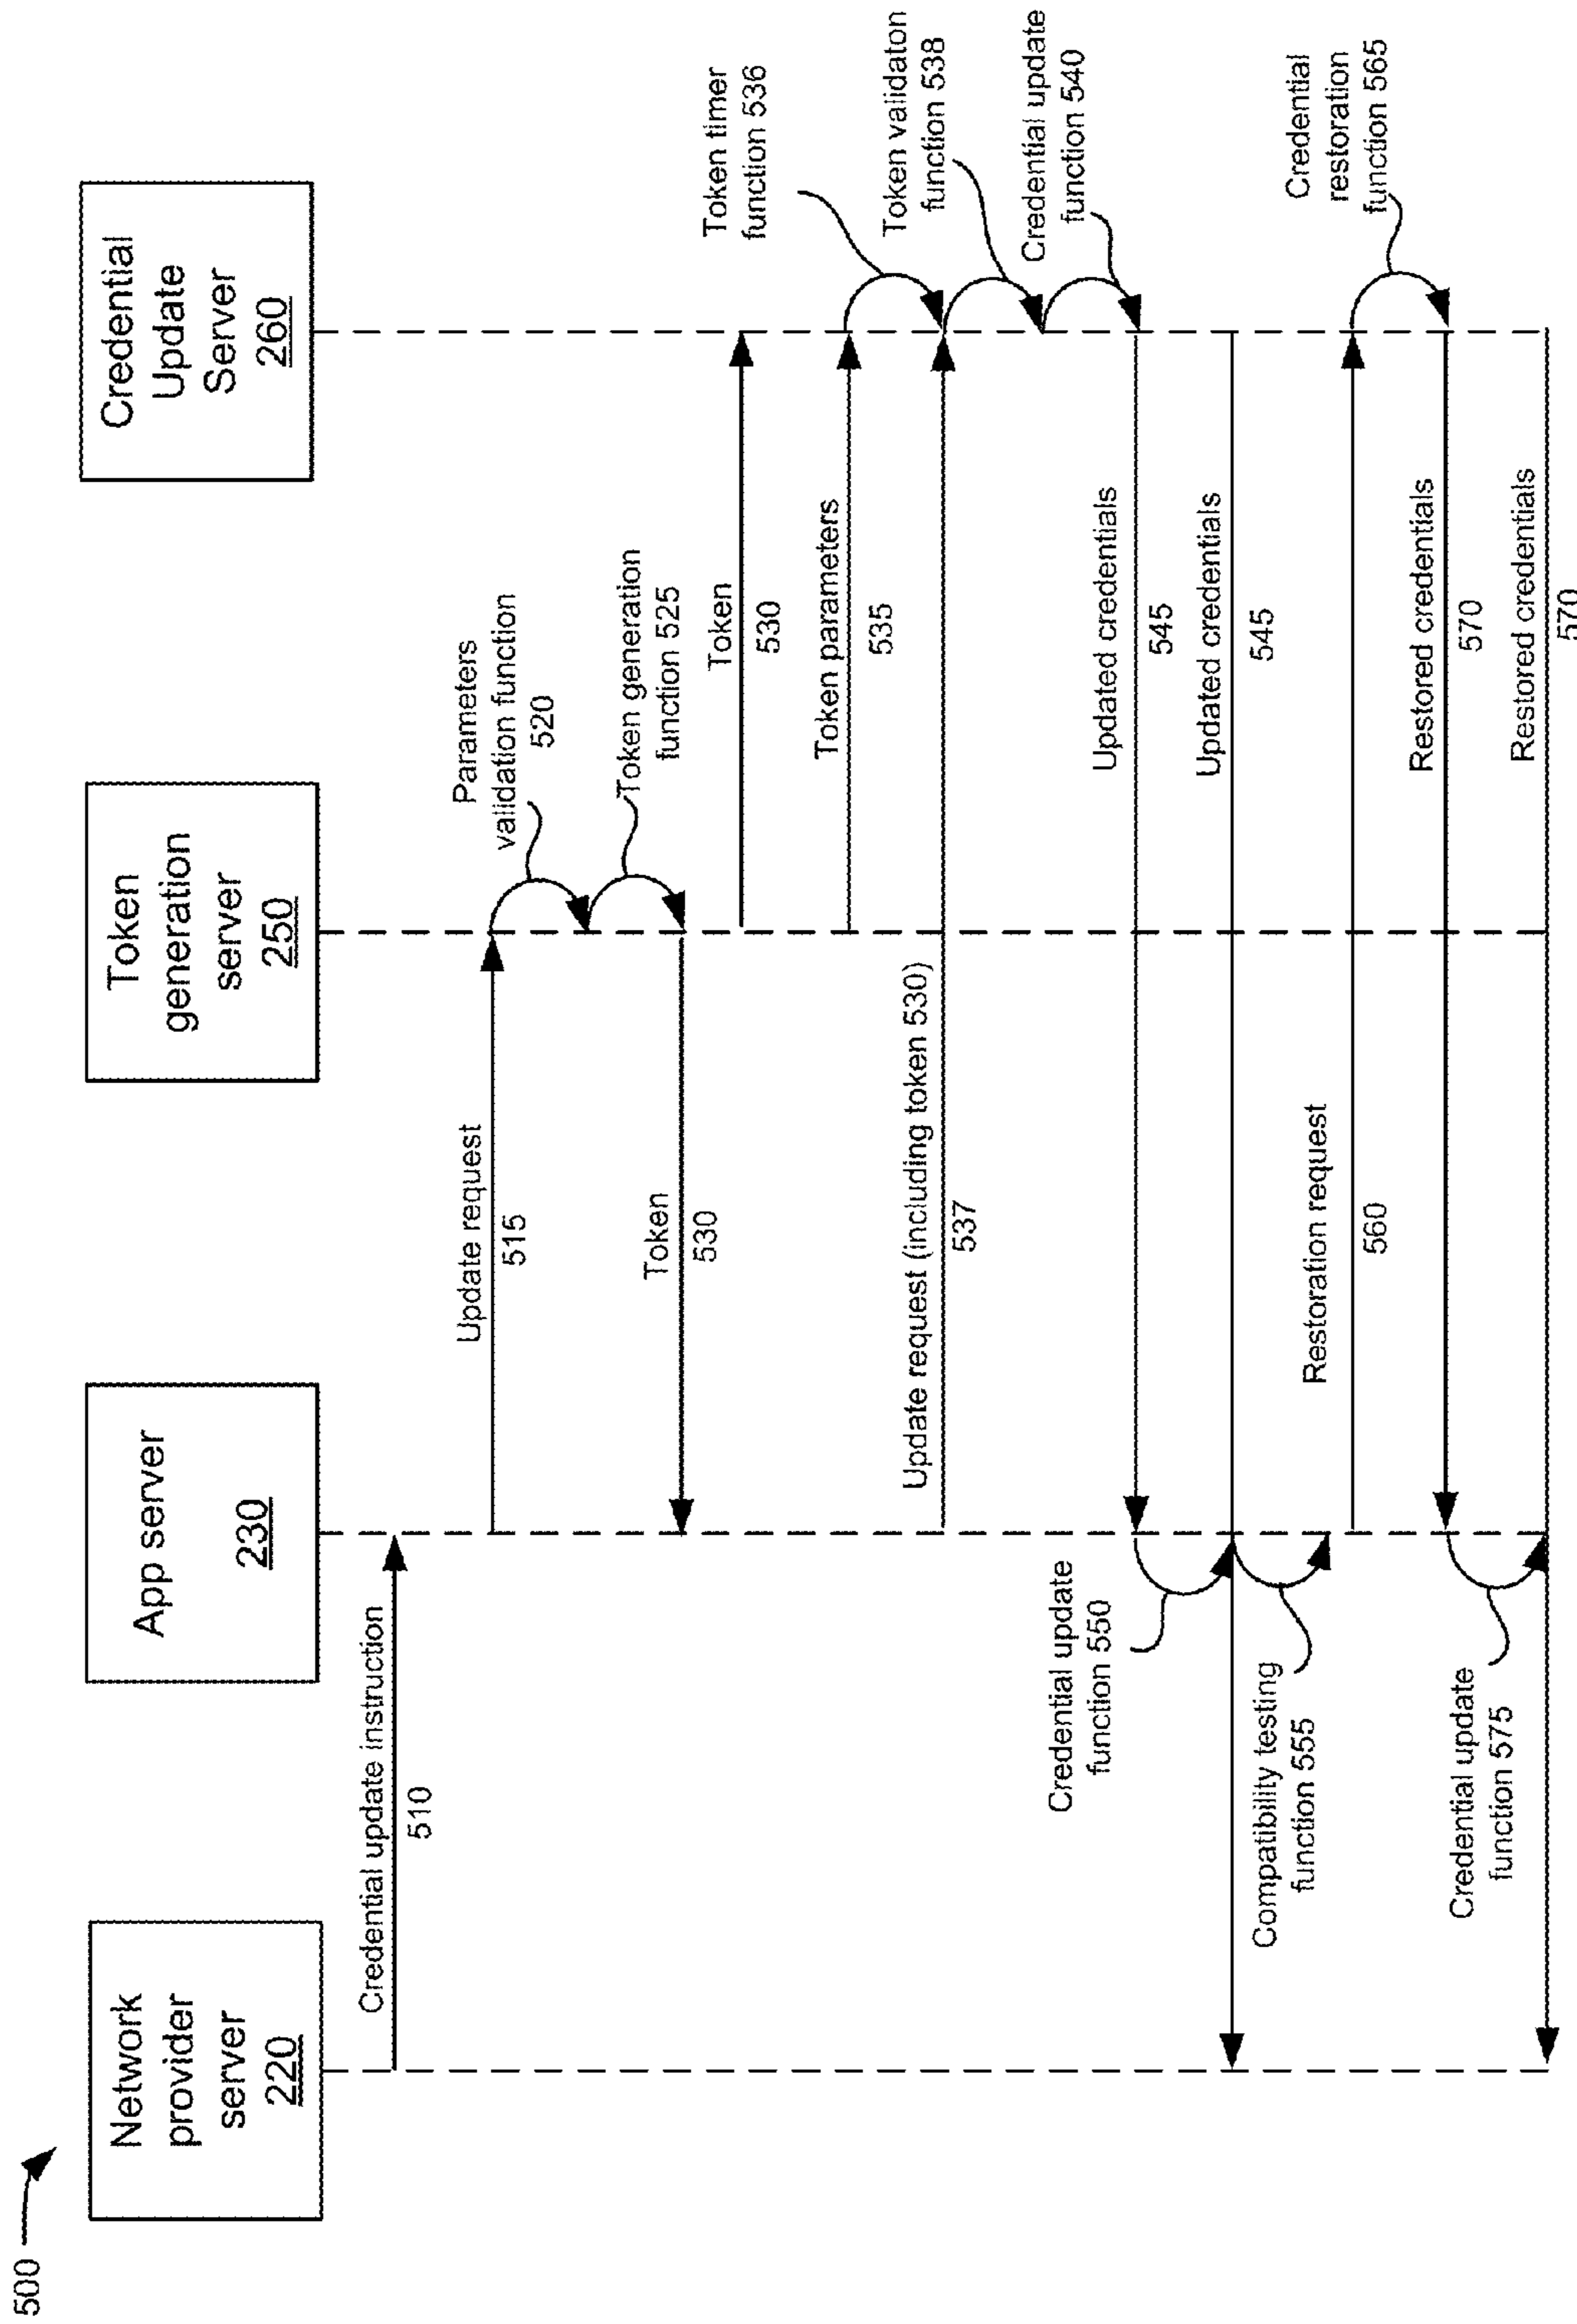 500
Network
provider
server
220
App server
230
Token
generation
server
250
Credential
Update
Server
260
Credential update instruction
510
Update request
515
Parameters
validation function
520
Token generation
function 525
Token
530
Token
530
Token parameters
535
Token timer
function 536
Update request (including token 530)
537
Token validaton
function 538
Credential update
function 540
Updated credentials
545
Credential update
function 550
Updated credentials
545
Compatibility testing
function 555
Restoration request
560
Credential
restoration
function 565
Restored credentials
570
Credential update
function 575
Restored credentials
570